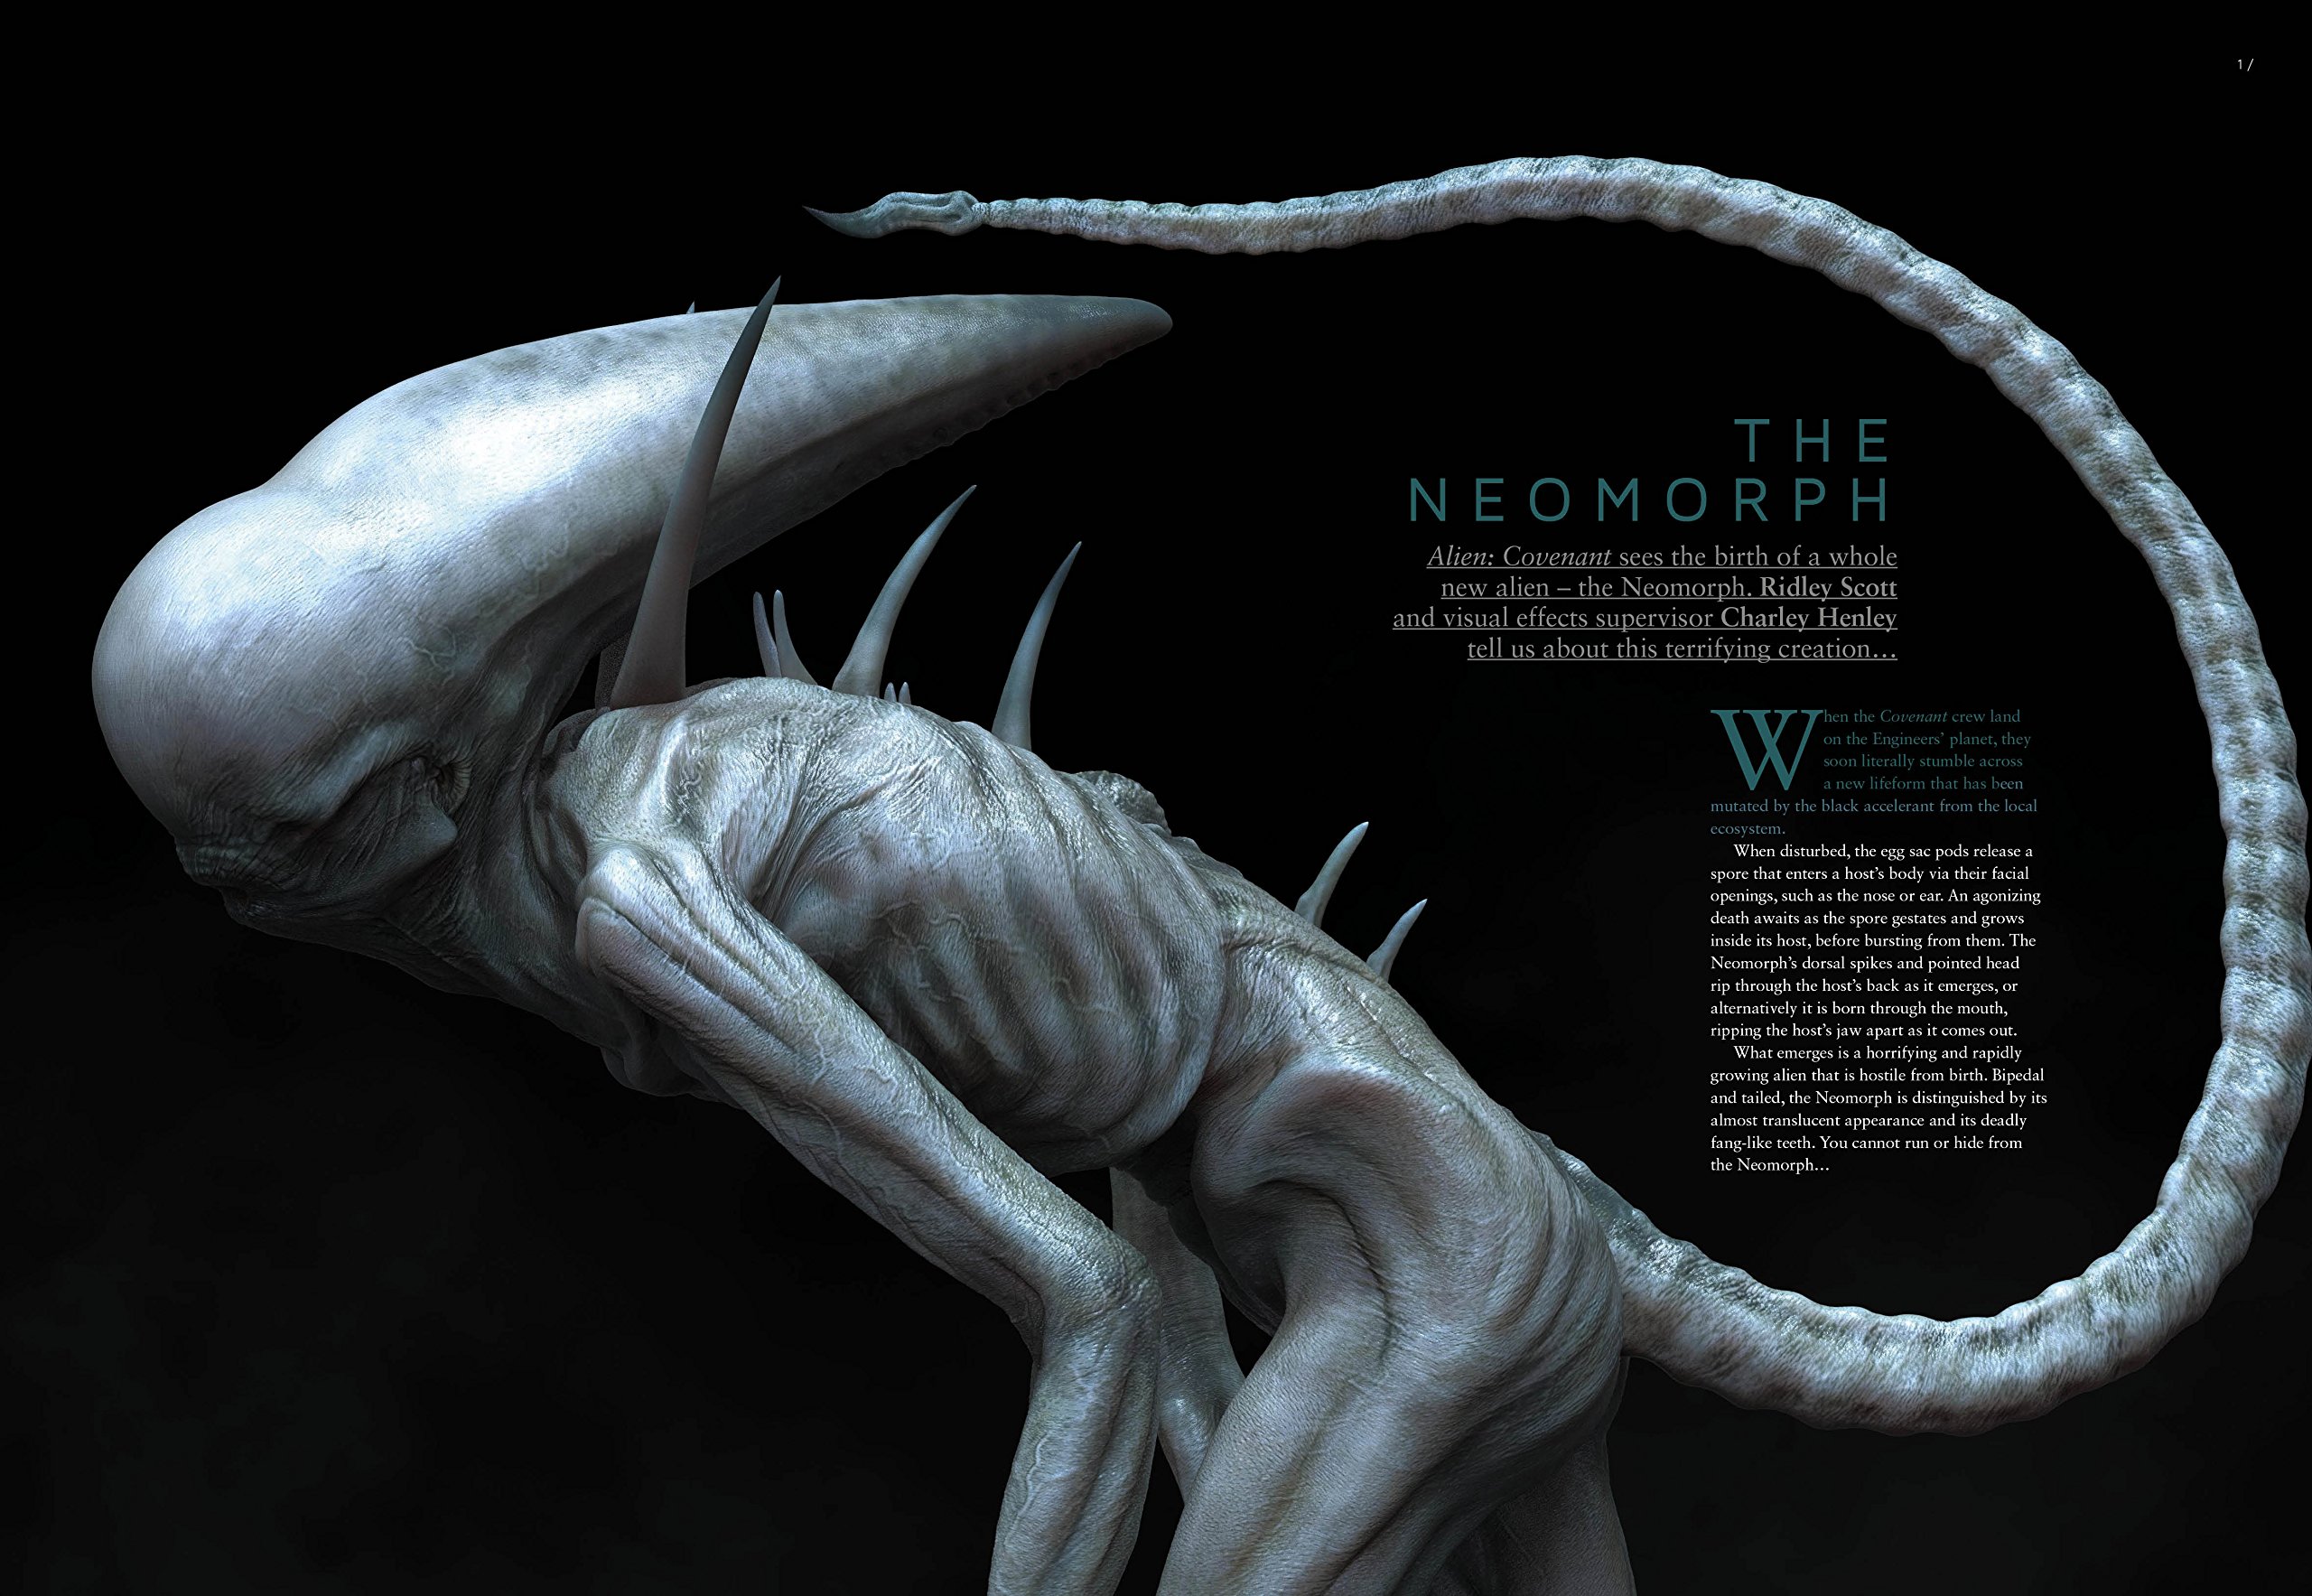 1 /
THE
NEOMORPH
Alien: Covenant sees the birth of a whole
new alien – the Neomorph. Ridley Scott
and visual effects supervisor Charley Henley
tell us about this terrifying creation…
When the Covenant crew land
on the Engineers’ planet, they
soon literally stumble across
a new lifeform that has been
mutated by the black accelerant from the local
ecosystem.
When disturbed, the egg sac pods release a
spore that enters a host’s body via their facial
openings, such as the nose or ear. An agonizing
death awaits as the spore gestates and grows
inside its host, before bursting from them. The
Neomorph’s dorsal spikes and pointed head
rip through the host’s back as it emerges, or
alternatively it is born through the mouth,
ripping the host’s jaw apart as it comes out.
What emerges is a horrifying and rapidly
growing alien that is hostile from birth. Bipedal
and tailed, the Neomorph is distinguished by its
almost translucent appearance and its deadly
fang-like teeth. You cannot run or hide from
the Neomorph…